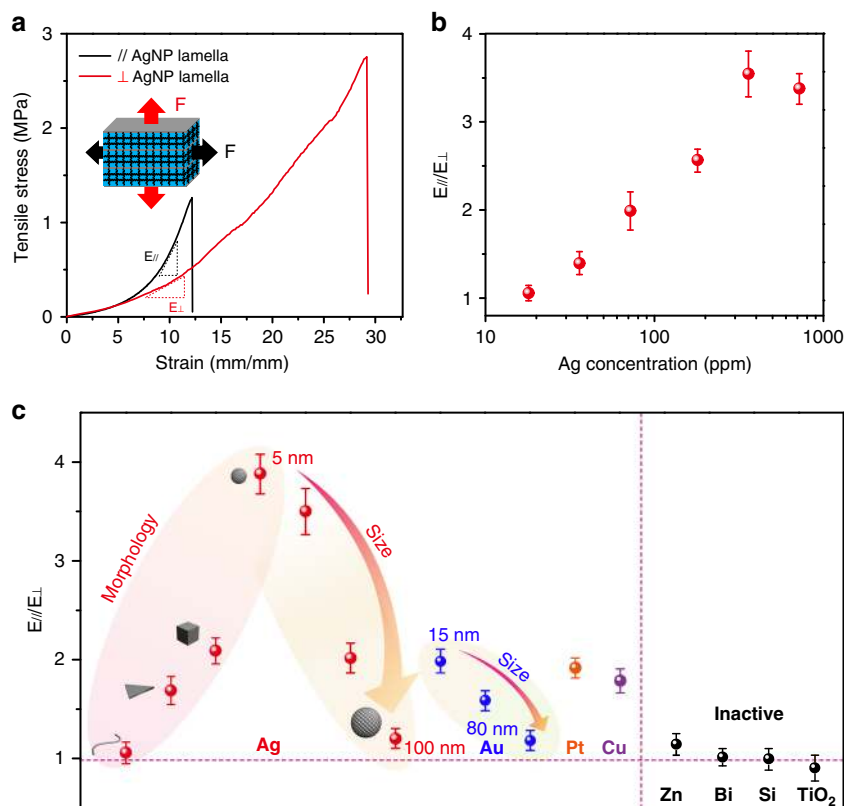 a
// AgNP lamella
⊥ AgNP lamella
F
F
E//
E⊥
Tensile stress (MPa)
3
2
1
0
0 5 10 15 20 25 30
Strain (mm/mm)
b
E///E⊥
4
3
2
1
10 100 1000
Ag concentration (ppm)
c
E///E⊥
4
3
2
1
Morphology
5 nm
Size
100 nm
Ag
15 nm
Size
80 nm
Au
Pt
Cu
Inactive
Zn Bi Si TiO₂